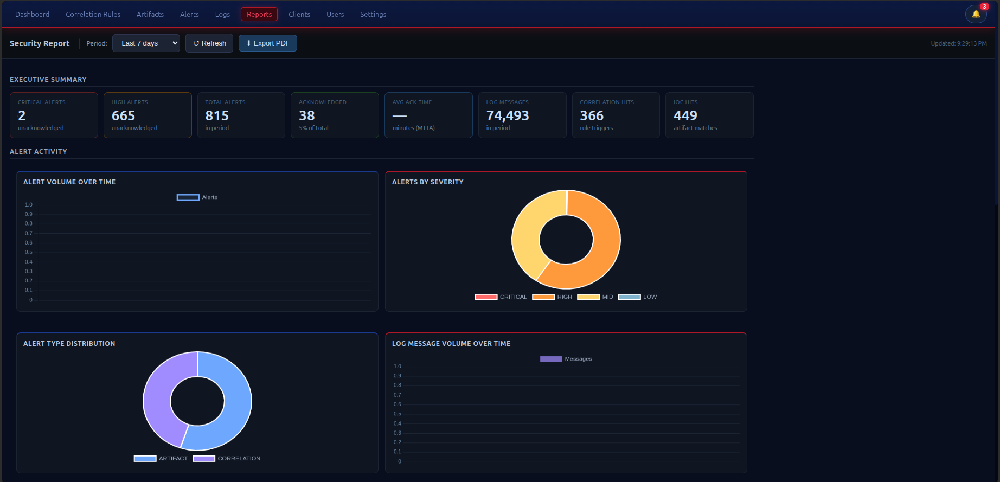 Dashboard Correlation Rules Artifacts Alerts Logs Reports Clients Users Settings 🔔 3
Security Report Period: Last 7 days ↺ Refresh ⬇ Export PDF Updated: 9:29:13 PM
EXECUTIVE SUMMARY
CRITICAL ALERTS
2
unacknowledged
HIGH ALERTS
665
unacknowledged
TOTAL ALERTS
815
in period
ACKNOWLEDGED
38
5% of total
AVG ACK TIME
—
minutes (MTTA)
LOG MESSAGES
74,493
in period
CORRELATION HITS
366
rule triggers
IOC HITS
449
artifact matches
ALERT ACTIVITY
ALERT VOLUME OVER TIME
Alerts
1.0
0.9
0.8
0.7
0.6
0.5
0.4
0.3
0.2
0.1
0
ALERTS BY SEVERITY
CRITICAL HIGH MID LOW
ALERT TYPE DISTRIBUTION
ARTIFACT CORRELATION
LOG MESSAGE VOLUME OVER TIME
Messages
1.0
0.9
0.8
0.7
0.6
0.5
0.4
0.3
0.2
0.1
0